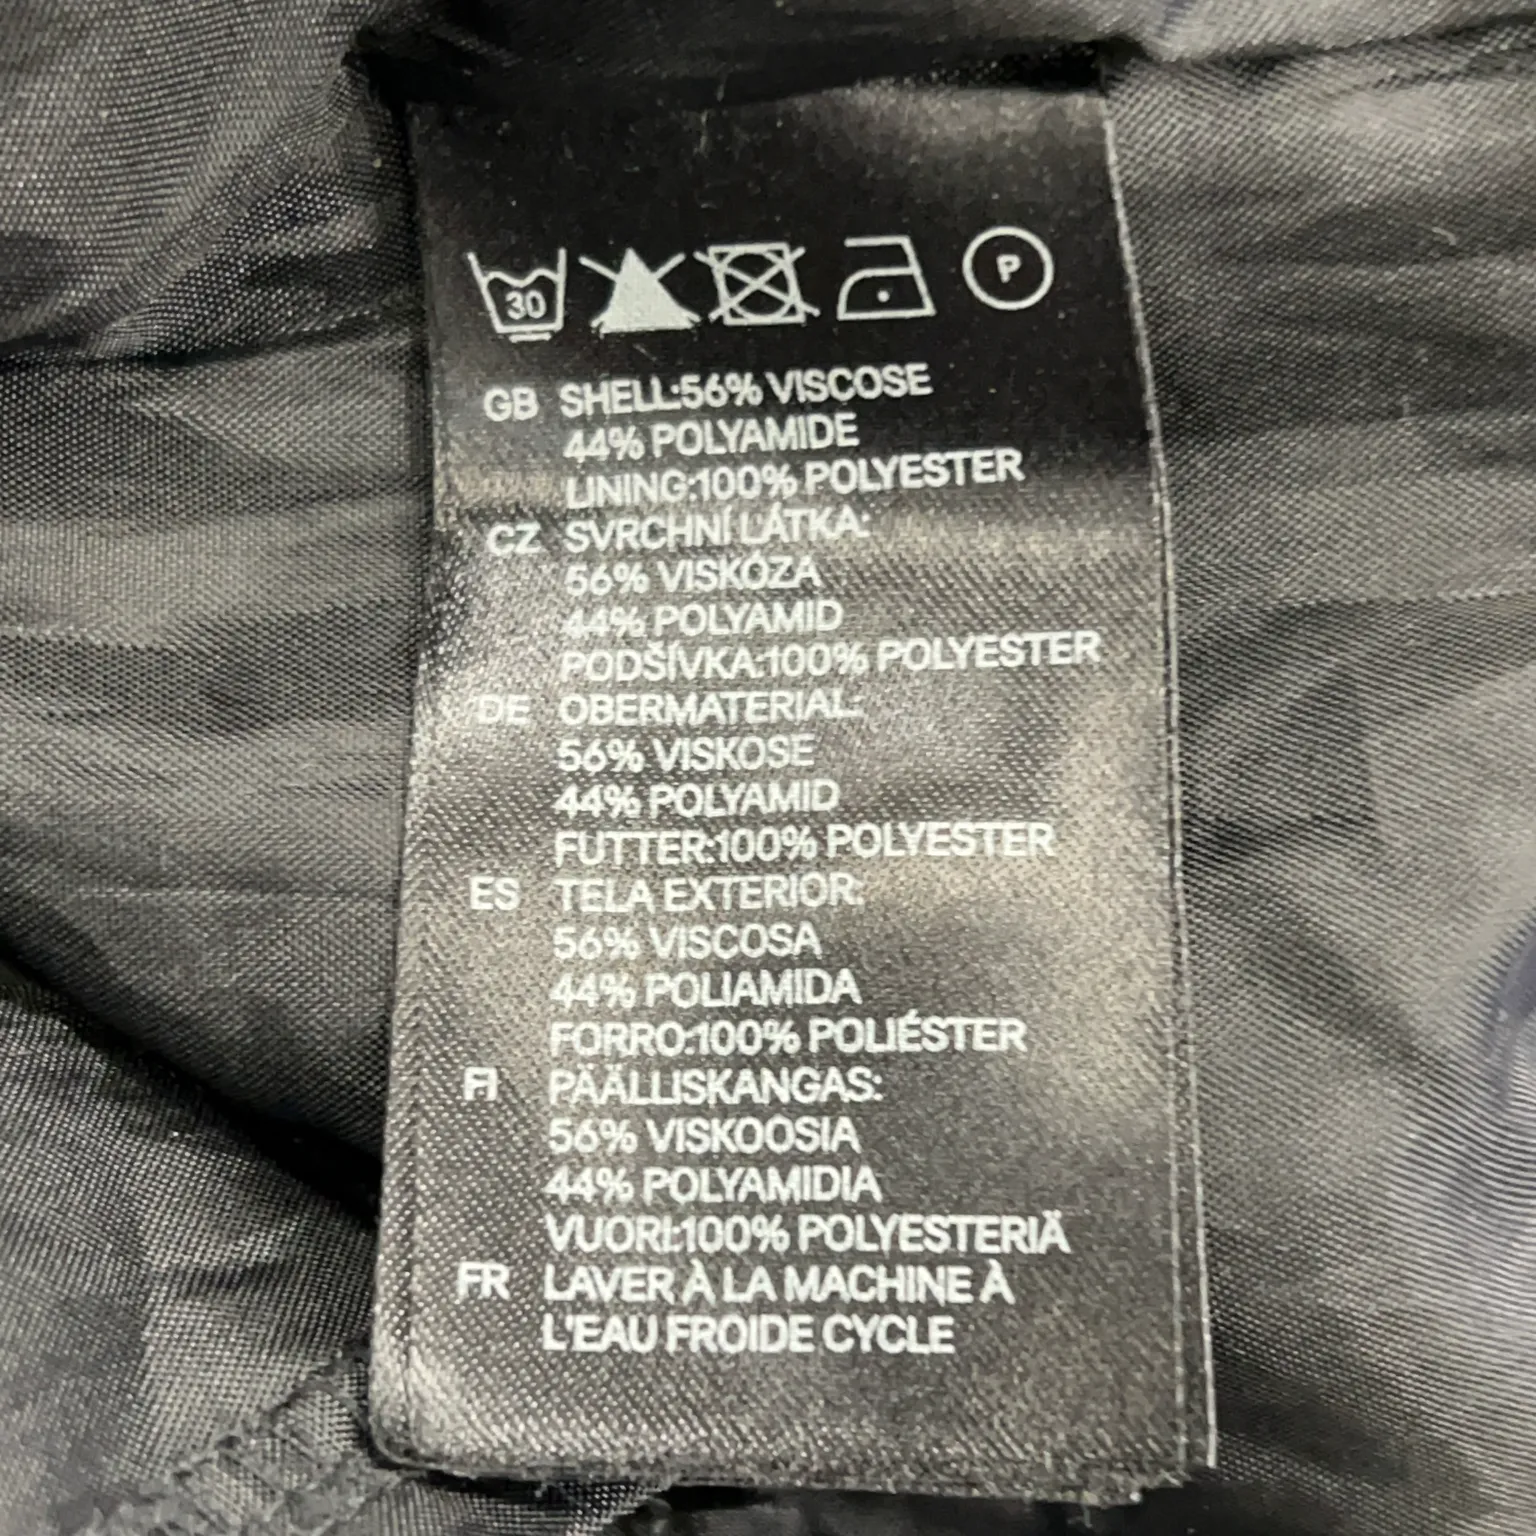 30 P
GB SHELL:56% VISCOSE
44% POLYAMIDE
LINING:100% POLYESTER
CZ SVRCHNÍ LÁTKA:
56% VISKÓZA
44% POLYAMID
PODŠÍVKA:100% POLYESTER
DE OBERMATERIAL:
56% VISKOSE
44% POLYAMID
FUTTER:100% POLYESTER
ES TELA EXTERIOR:
56% VISCOSA
44% POLIAMIDA
FORRO:100% POLIÉSTER
FI PÄÄLLISKANGAS:
56% VISKOOSIA
44% POLYAMIDIA
VUORI:100% POLYESTERIÄ
FR LAVER À LA MACHINE À
L'EAU FROIDE CYCLE